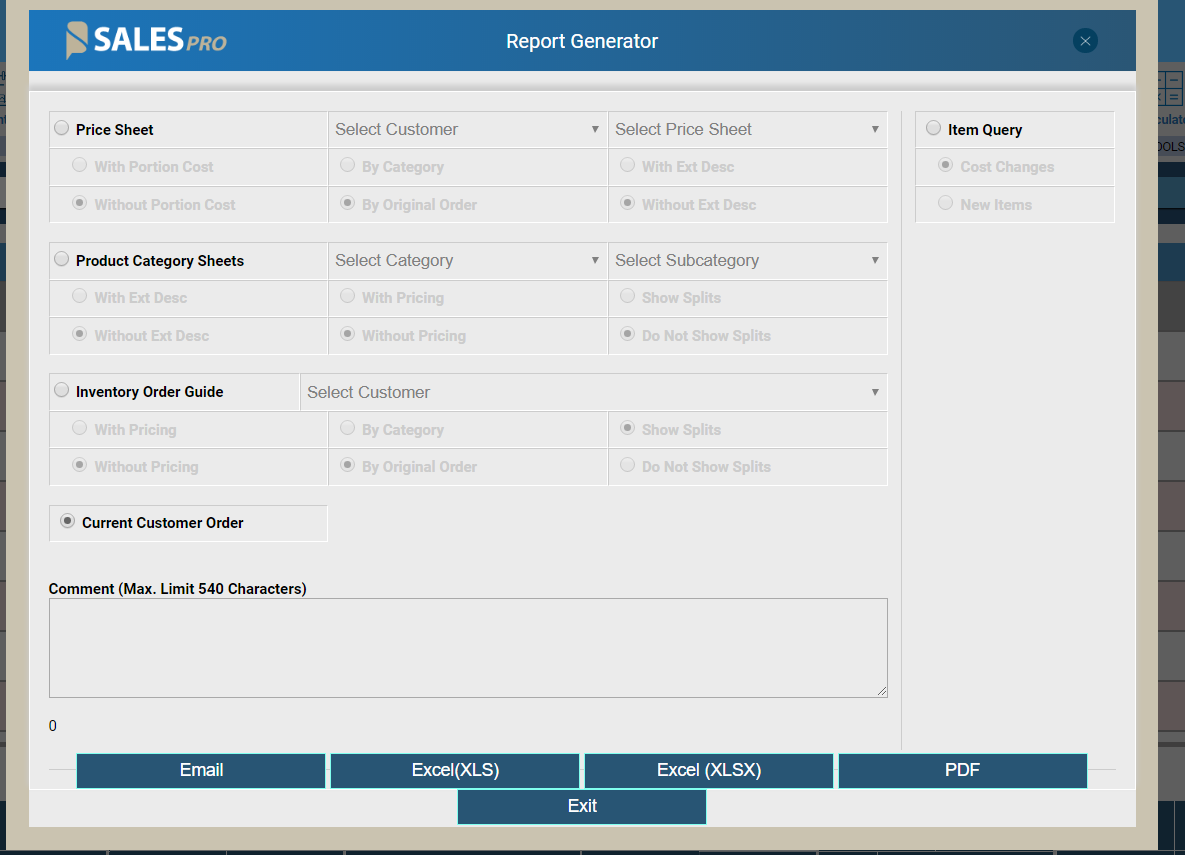 SALES PRO
Report Generator
Price Sheet
Select Customer
Select Price Sheet
With Portion Cost
By Category
With Ext Desc
Without Portion Cost
By Original Order
Without Ext Desc
Item Query
Cost Changes
New Items
Product Category Sheets
Select Category
Select Subcategory
With Ext Desc
With Pricing
Show Splits
Without Ext Desc
Without Pricing
Do Not Show Splits
Inventory Order Guide
Select Customer
With Pricing
By Category
Show Splits
Without Pricing
By Original Order
Do Not Show Splits
Current Customer Order
Comment (Max. Limit 540 Characters)
0
Email
Excel(XLS)
Excel (XLSX)
PDF
Exit